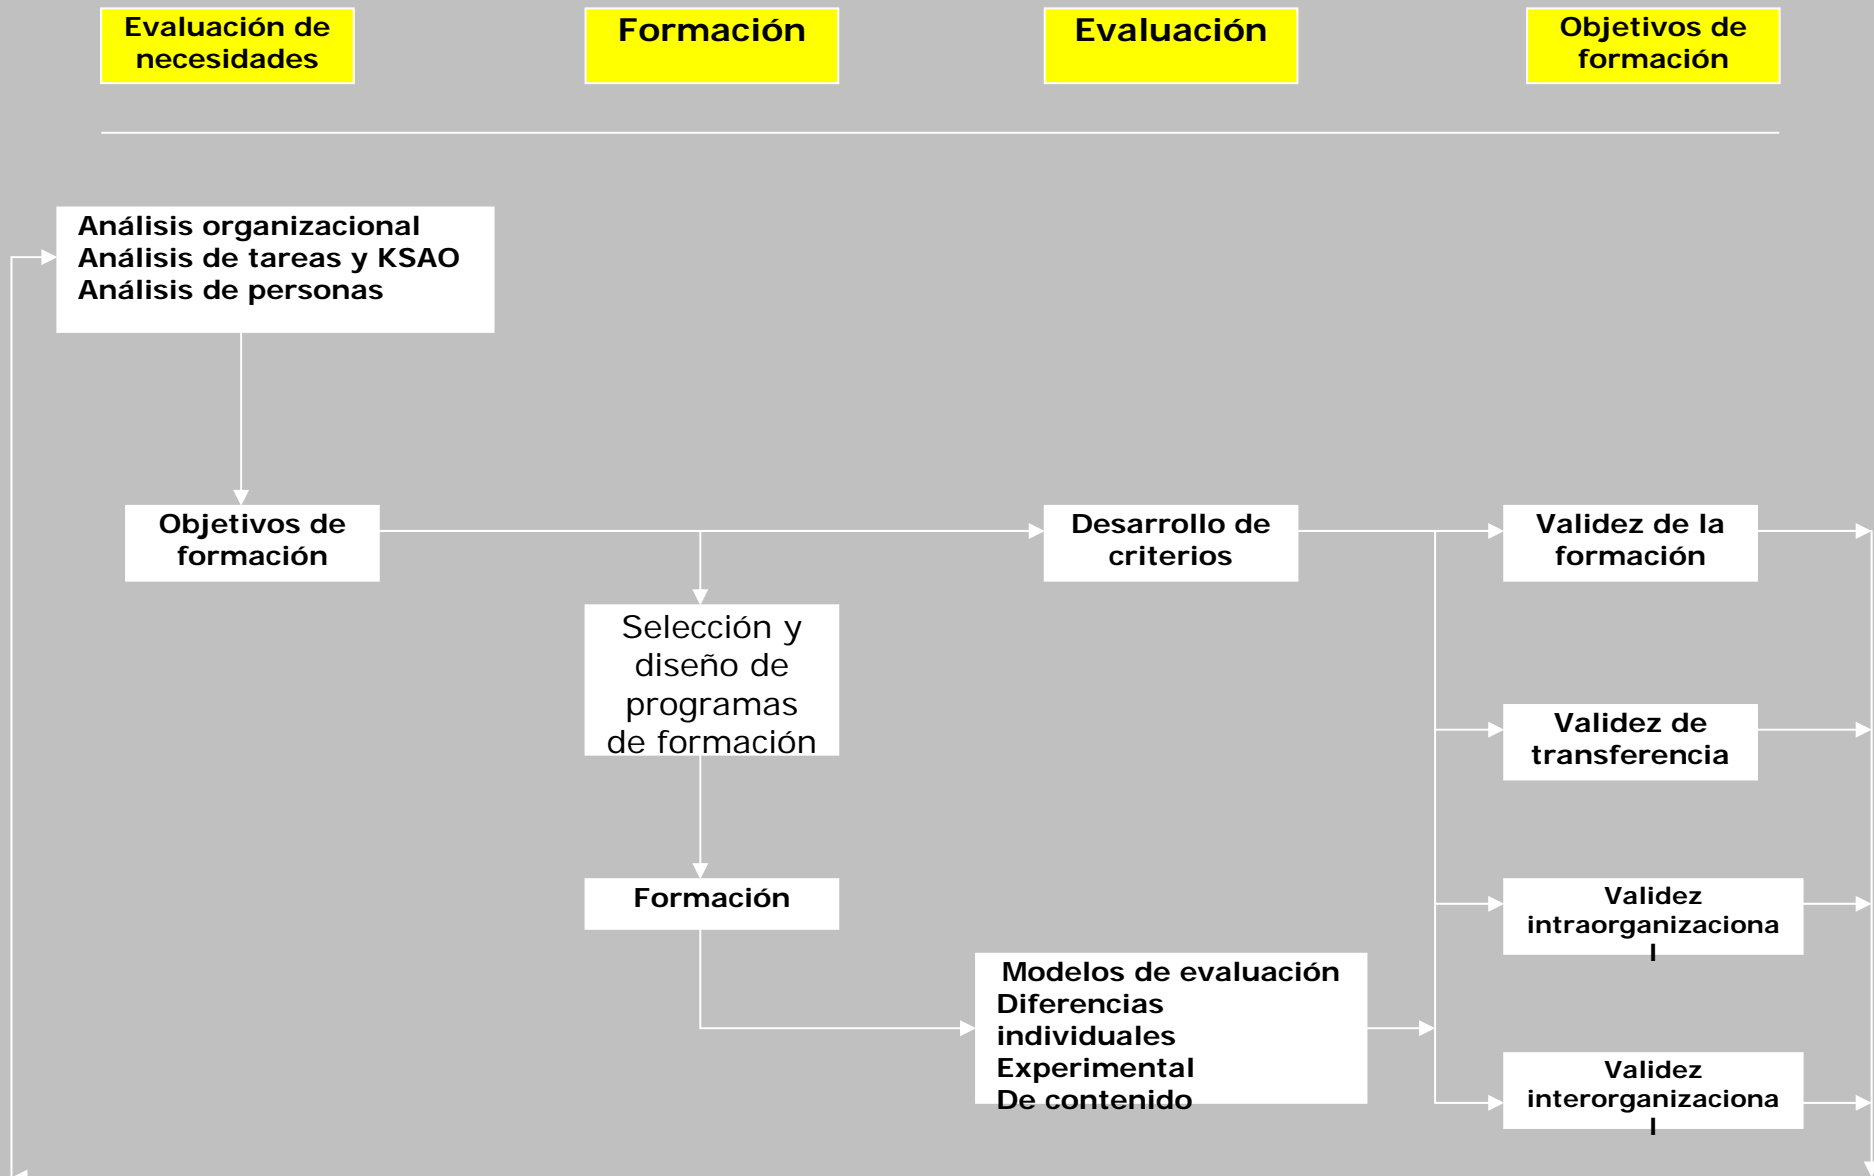 Evaluación de
necesidades
Formación
Evaluación
Objetivos de
formación
Análisis organizacional
Análisis de tareas y KSAO
Análisis de personas
Objetivos de
formación
Desarrollo de
criterios
Validez de la
formación
Selección y
diseño de
programas
de formación
Validez de
transferencia
Formación
Validez
intraorganizaciona
l
Modelos de evaluación
Diferencias
individuales
Experimental
De contenido
Validez
interorganizaciona
l